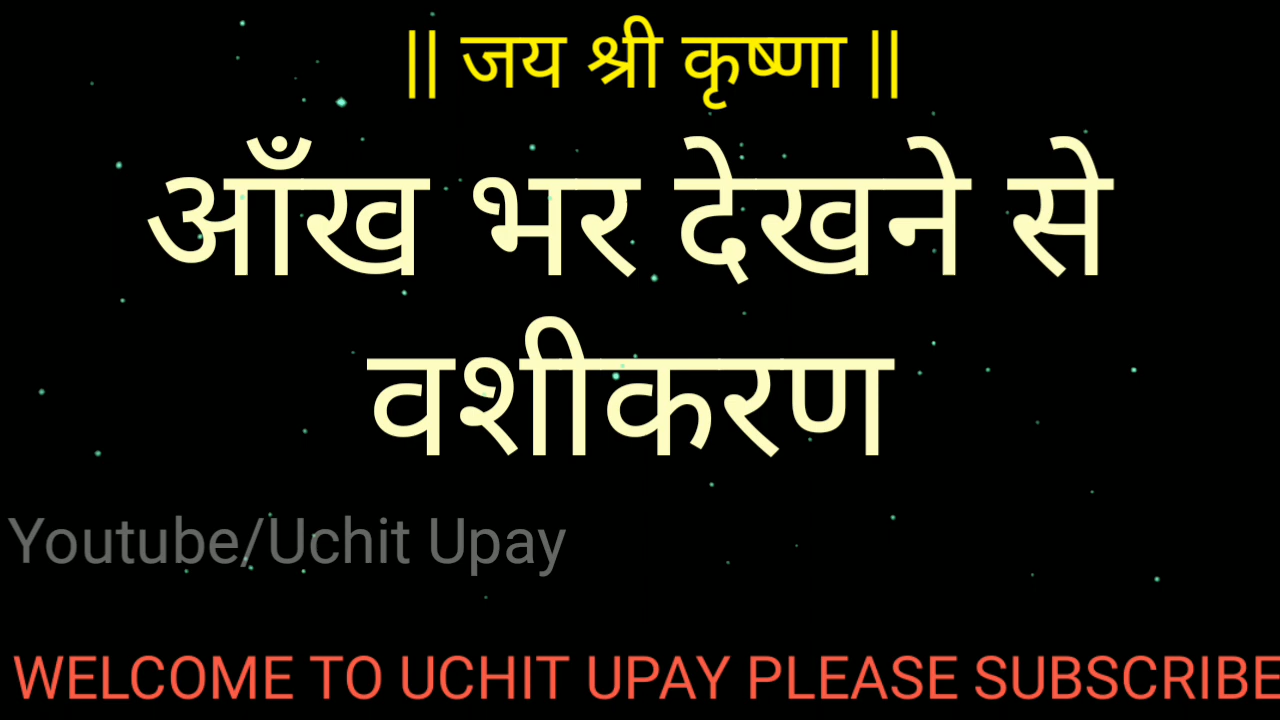 || जय श्री कृष्णा ||
आँख भर देखने से
वशीकरण
Youtube/Uchit Upay
WELCOME TO UCHIT UPAY PLEASE SUBSCRIBE